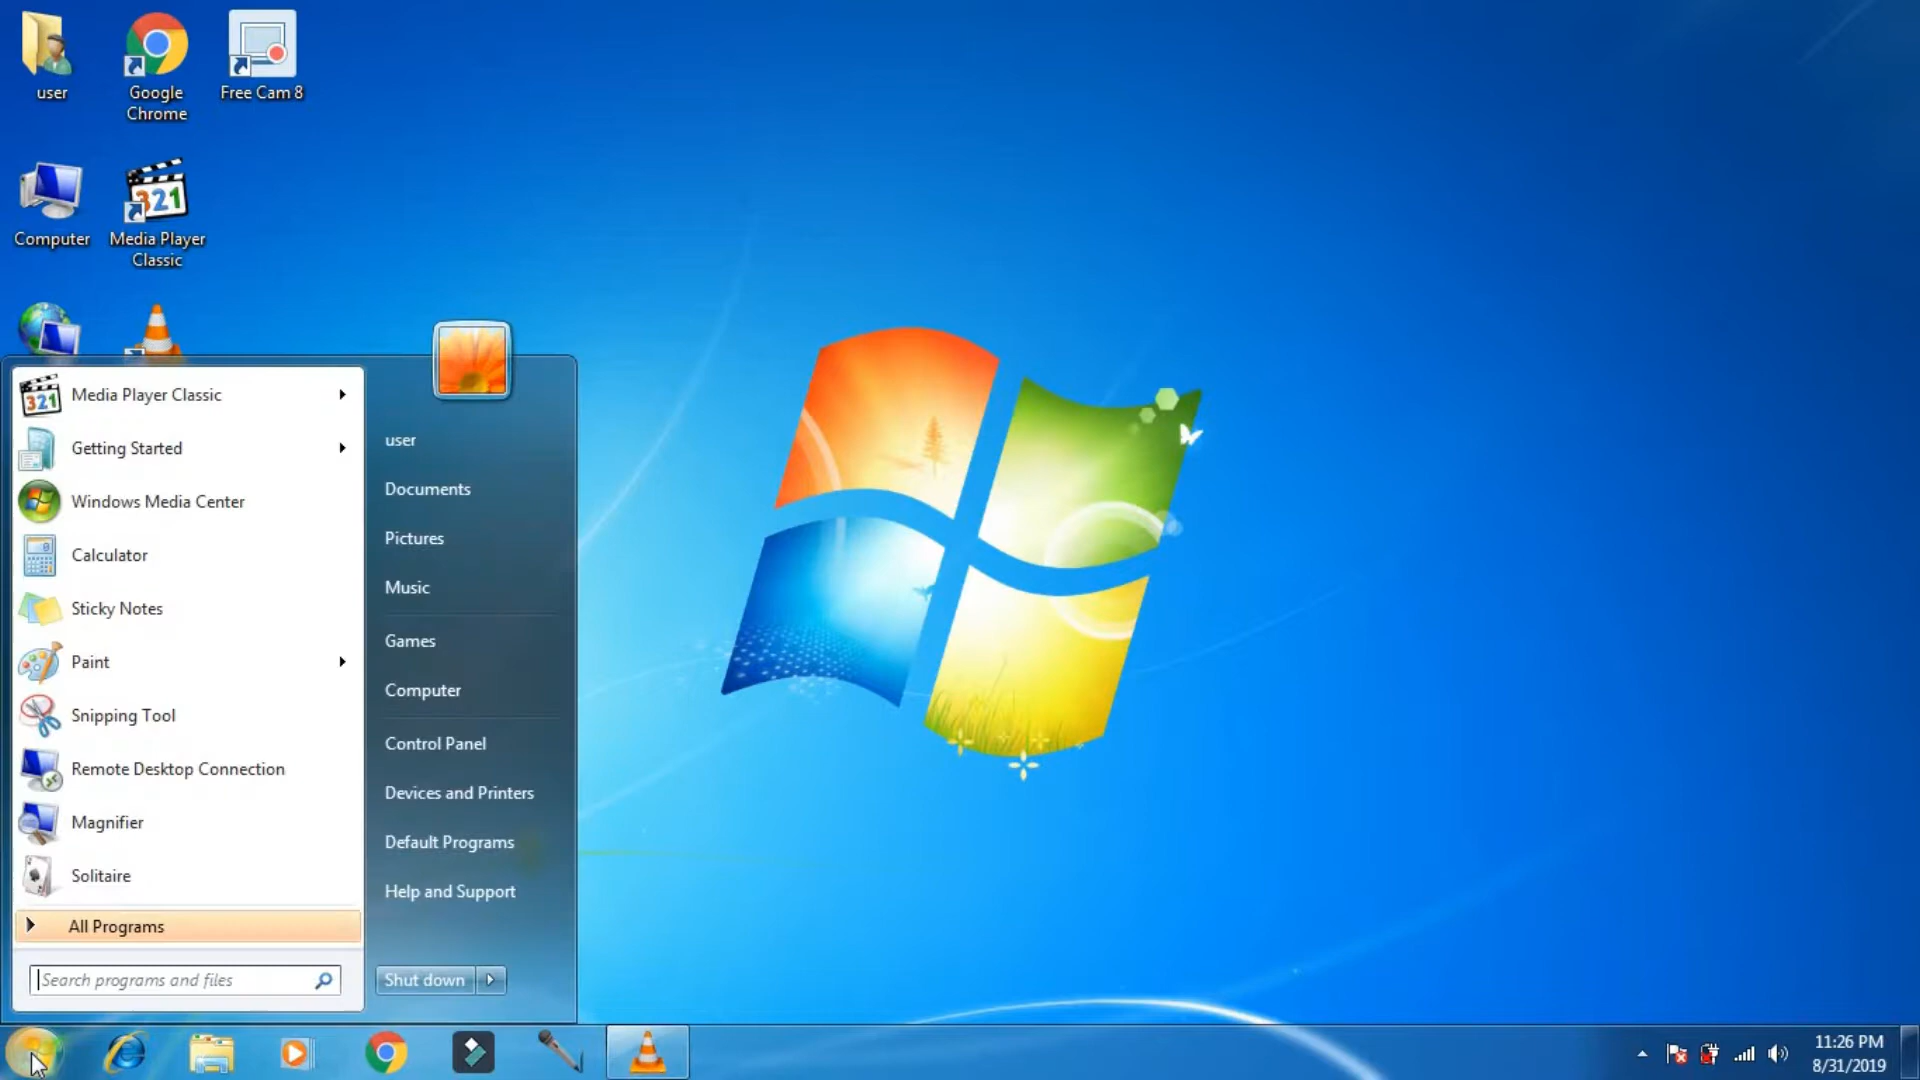 user
Google
Chrome
Free Cam 8
Computer
Media Player
Classic
321
Media Player Classic
321
Getting Started
Windows Media Center
Calculator
Sticky Notes
Paint
Snipping Tool
Remote Desktop Connection
Magnifier
Solitaire
All Programs
Search programs and files
user
Documents
Pictures
Music
Games
Computer
Control Panel
Devices and Printers
Default Programs
Help and Support
Shut down
11:26 PM
8/31/2019